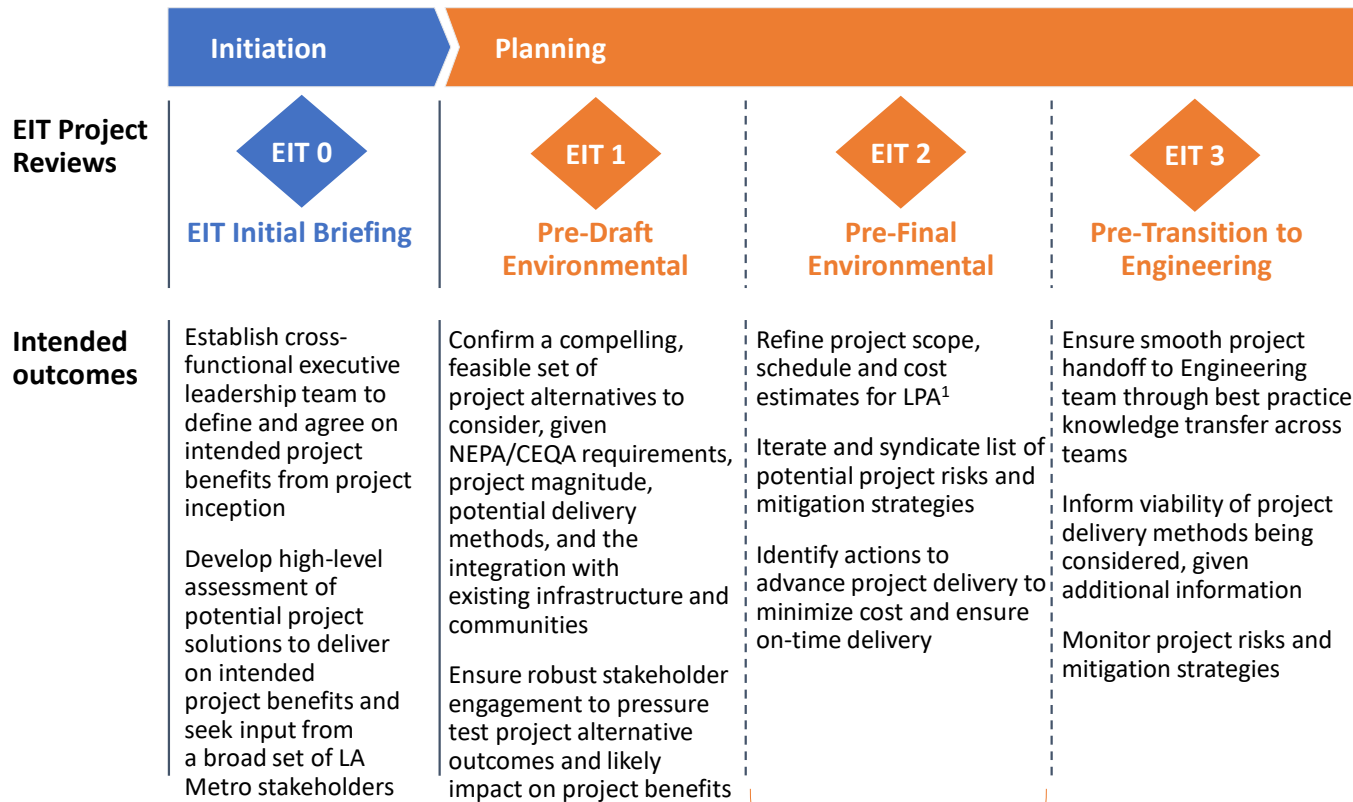 Initiation
Planning
EIT Project
Reviews
EIT 0
EIT 1
EIT 2
EIT 3
EIT Initial Briefing
Pre-Draft
Environmental
Pre-Final
Environmental
Pre-Transition to
Engineering
Intended
outcomes
Establish cross-
functional executive
leadership team to
define and agree on
intended project
benefits from project
inception
Develop high-level
assessment of
potential project
solutions to deliver
on intended
project benefits and
seek input from
a broad set of LA
Metro stakeholders
Confirm a compelling,
feasible set of
project alternatives to
consider, given
NEPA/CEQA requirements,
project magnitude,
potential delivery
methods, and the
integration with
existing infrastructure and
communities
Ensure robust stakeholder
engagement to pressure
test project alternative
outcomes and likely
impact on project benefits
Refine project scope,
schedule and cost
estimates for LPA¹
Iterate and syndicate list of
potential project risks and
mitigation strategies
Identify actions to
advance project delivery to
minimize cost and ensure
on-time delivery
Ensure smooth project
handoff to Engineering
team through best practice
knowledge transfer across
teams
Inform viability of project
delivery methods being
considered, given
additional information
Monitor project risks and
mitigation strategies